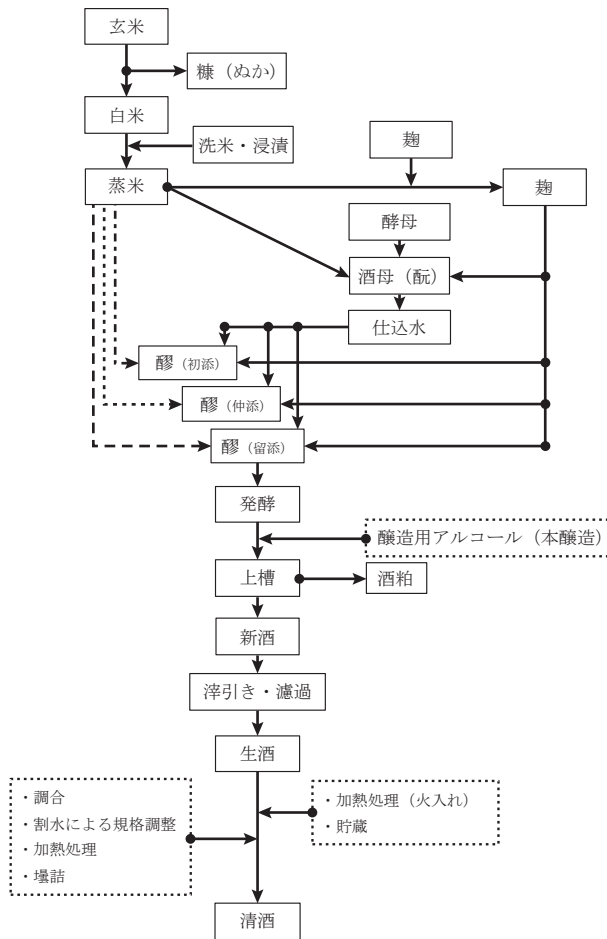 玄米
糠（ぬか）
白米
洗米・浸漬
麹
蒸米
麹
酵母
酒母（酛）
仕込水
醪（初添）
醪（仲添）
醪（留添）
発酵
醸造用アルコール（本醸造）
上槽
酒粕
新酒
滓引き・濾過
生酒
・調合
・割水による規格調整
・加熱処理
・壜詰
・加熱処理（火入れ）
・貯蔵
清酒